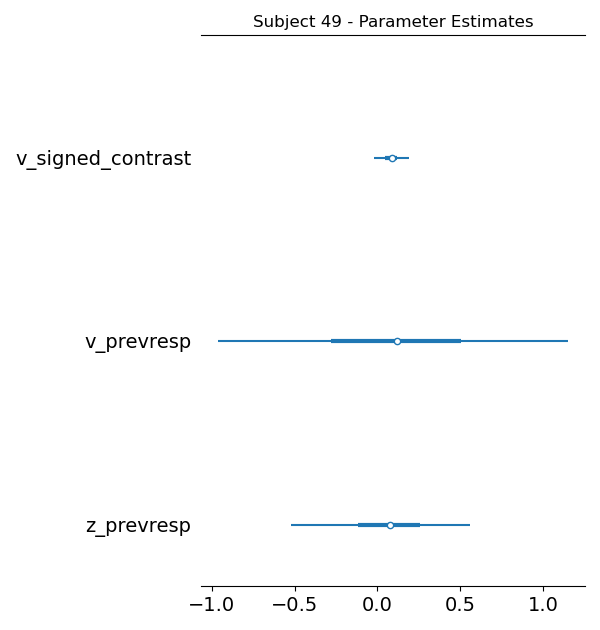 Subject 49 - Parameter Estimates
v_signed_contrast
v_prevresp
z_prevresp
−1.0 −0.5 0.0 0.5 1.0